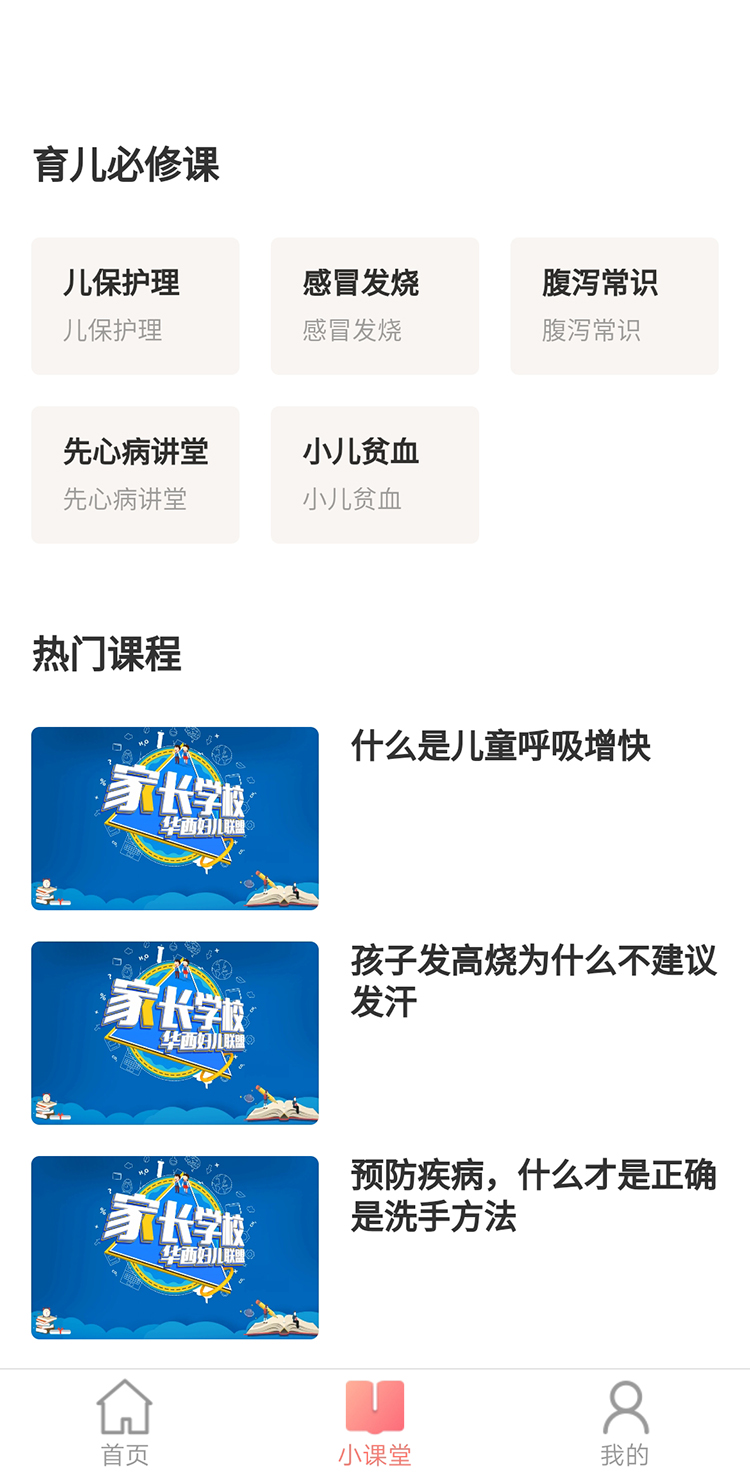 育儿必修课
儿保护理
儿保护理
感冒发烧
感冒发烧
腹泻常识
腹泻常识
先心病讲堂
先心病讲堂
小儿贫血
小儿贫血
热门课程
家长学校
华西妇儿联盟
什么是儿童呼吸增快
家长学校
华西妇儿联盟
孩子发高烧为什么不建议
发汗
家长学校
华西妇儿联盟
预防疾病，什么才是正确
是洗手方法
首页
小课堂
我的